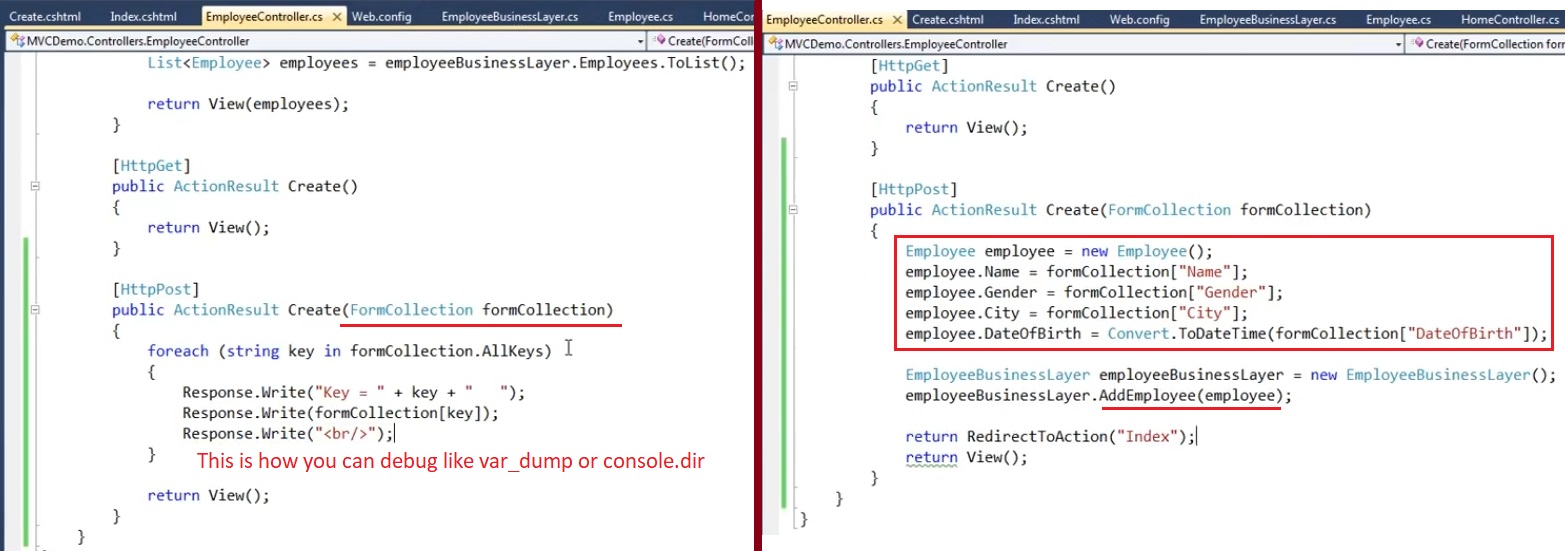 Create.cshtml Index.cshtml EmployeeController.cs Web.config EmployeeBusinessLayer.cs Employee.cs HomeCon
MVCDemo.Controllers.EmployeeController Create(FormColl
List<Employee> employees = employeeBusinessLayer.Employees.ToList();
return View(employees);
}
[HttpGet]
public ActionResult Create()
{
return View();
}
[HttpPost]
public ActionResult Create(FormCollection formCollection)
{
foreach (string key in formCollection.AllKeys)
{
Response.Write("Key = " + key + "   ");
Response.Write(formCollection[key]);
Response.Write("<br/>");
}
This is how you can debug like var_dump or console.dir
return View();
}
}
EmployeeController.cs Create.cshtml Index.cshtml Web.config EmployeeBusinessLayer.cs Employee.cs HomeController.cs
MVCDemo.Controllers.EmployeeController Create(FormCollection form
[HttpGet]
public ActionResult Create()
{
return View();
}
[HttpPost]
public ActionResult Create(FormCollection formCollection)
{
Employee employee = new Employee();
employee.Name = formCollection["Name"];
employee.Gender = formCollection["Gender"];
employee.City = formCollection["City"];
employee.DateOfBirth = Convert.ToDateTime(formCollection["DateOfBirth"]);
EmployeeBusinessLayer employeeBusinessLayer = new EmployeeBusinessLayer();
employeeBusinessLayer.AddEmployee(employee);
return RedirectToAction("Index");
return View();
}
}
}